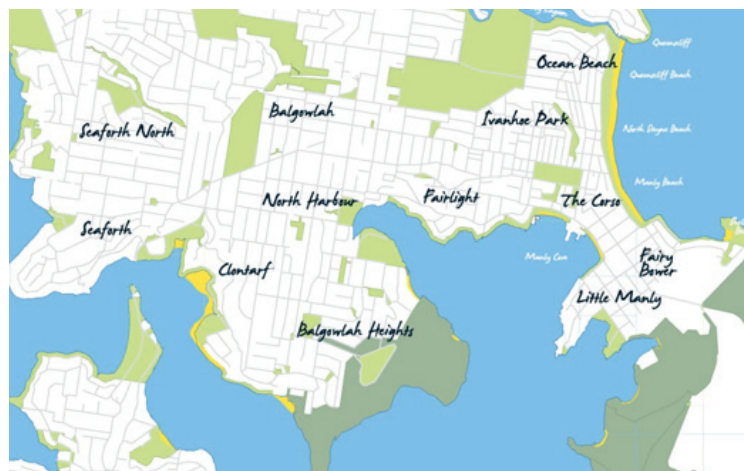 Queenscliff
Ocean Beach
Queenscliff Beach
Balgowlah
Ivanhoe Park
Seaforth North
North Steyne Beach
Manly Beach
North Harbour
Fairlight
The Corso
Seaforth
Manly Cove
Fairy
Bower
Clontarf
Little Manly
Balgowlah Heights